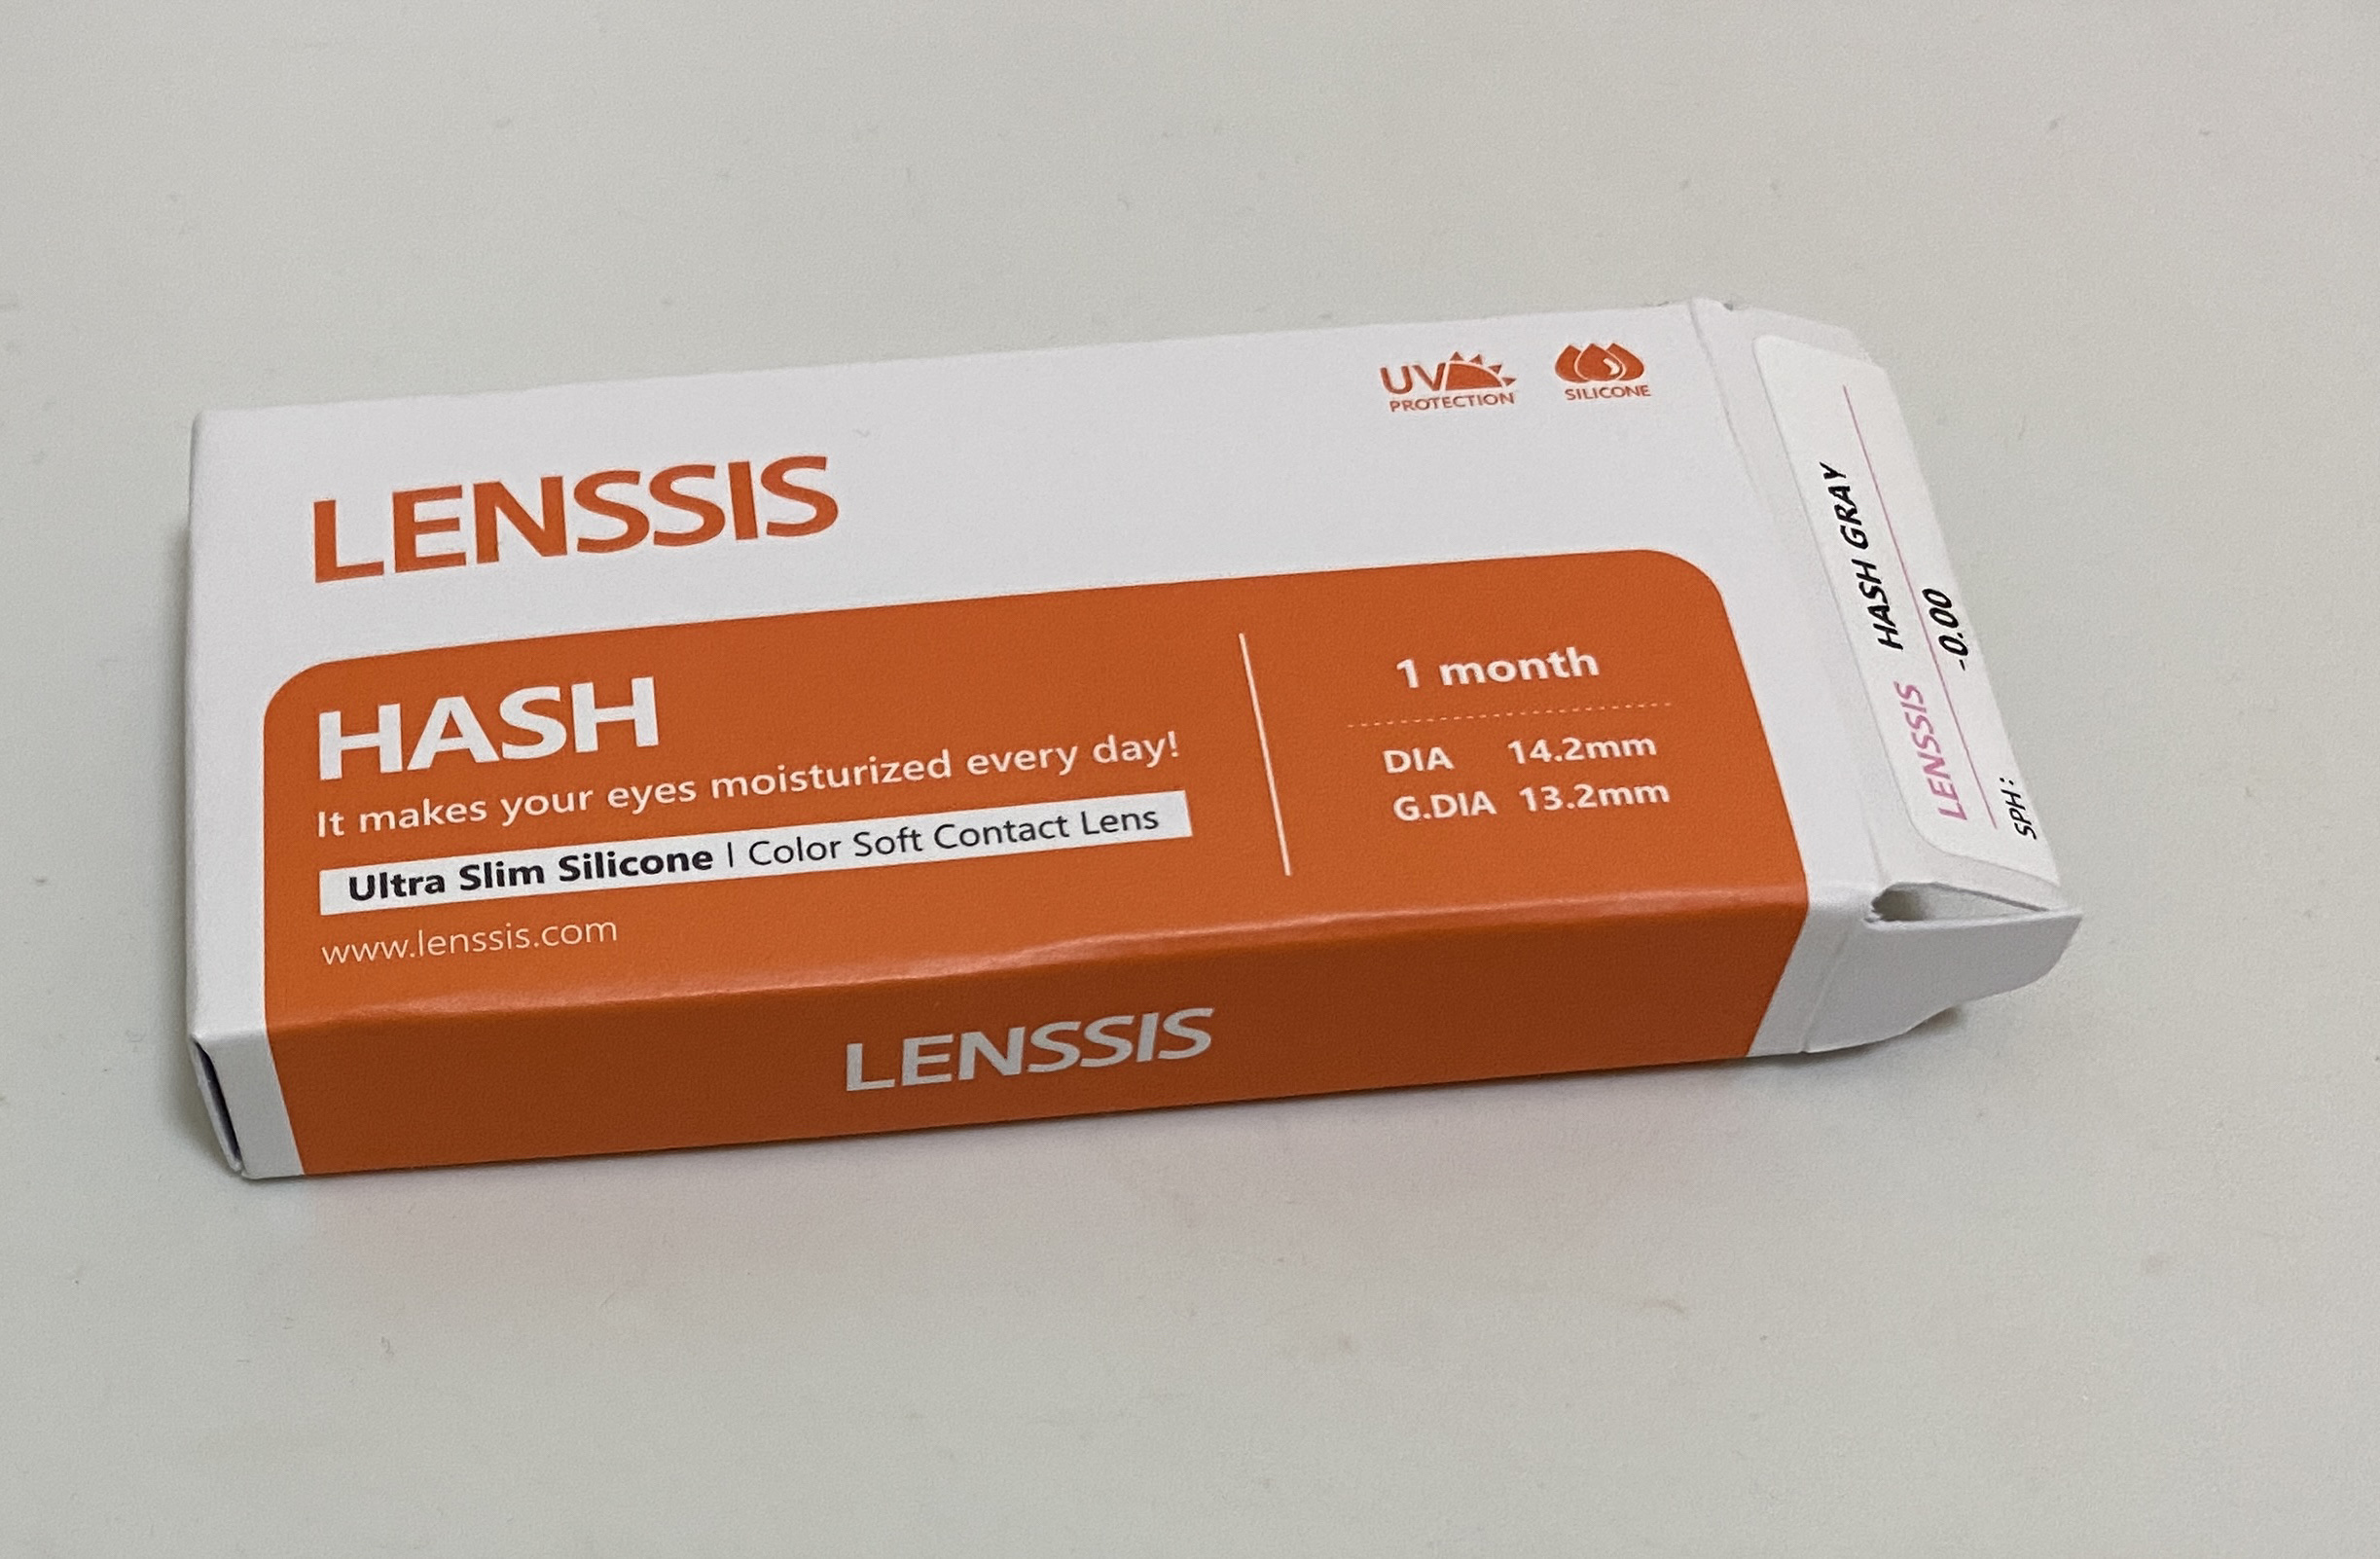 LENSSIS
UV
PROTECTION
SILICONE
HASH
It makes your eyes moisturized every day!
Ultra Slim Silicone | Color Soft Contact Lens
www.lenssis.com
1 month
DIA 14.2mm
G.DIA 13.2mm
LENSSIS
LENSSIS HASH GRAY
SPH: -0.00